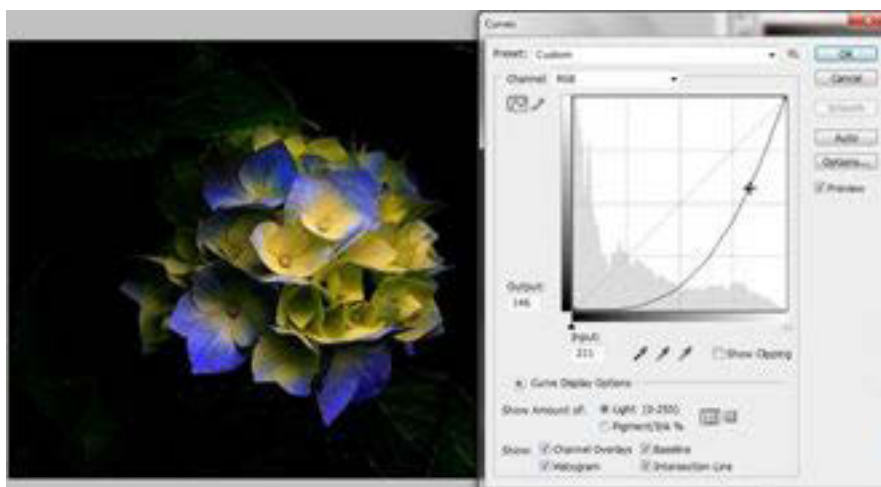 Curves
Preset: Custom
OK
Channel: RGB
Cancel
Smooth
Auto
Options...
Preview
Output:
146
Input:
211
Show Clipping
Curve Display Options
Show Amount of: Light (0-255)
Pigment/Ink %
Show: Channel Overlays Baseline
Histogram Intersection Line